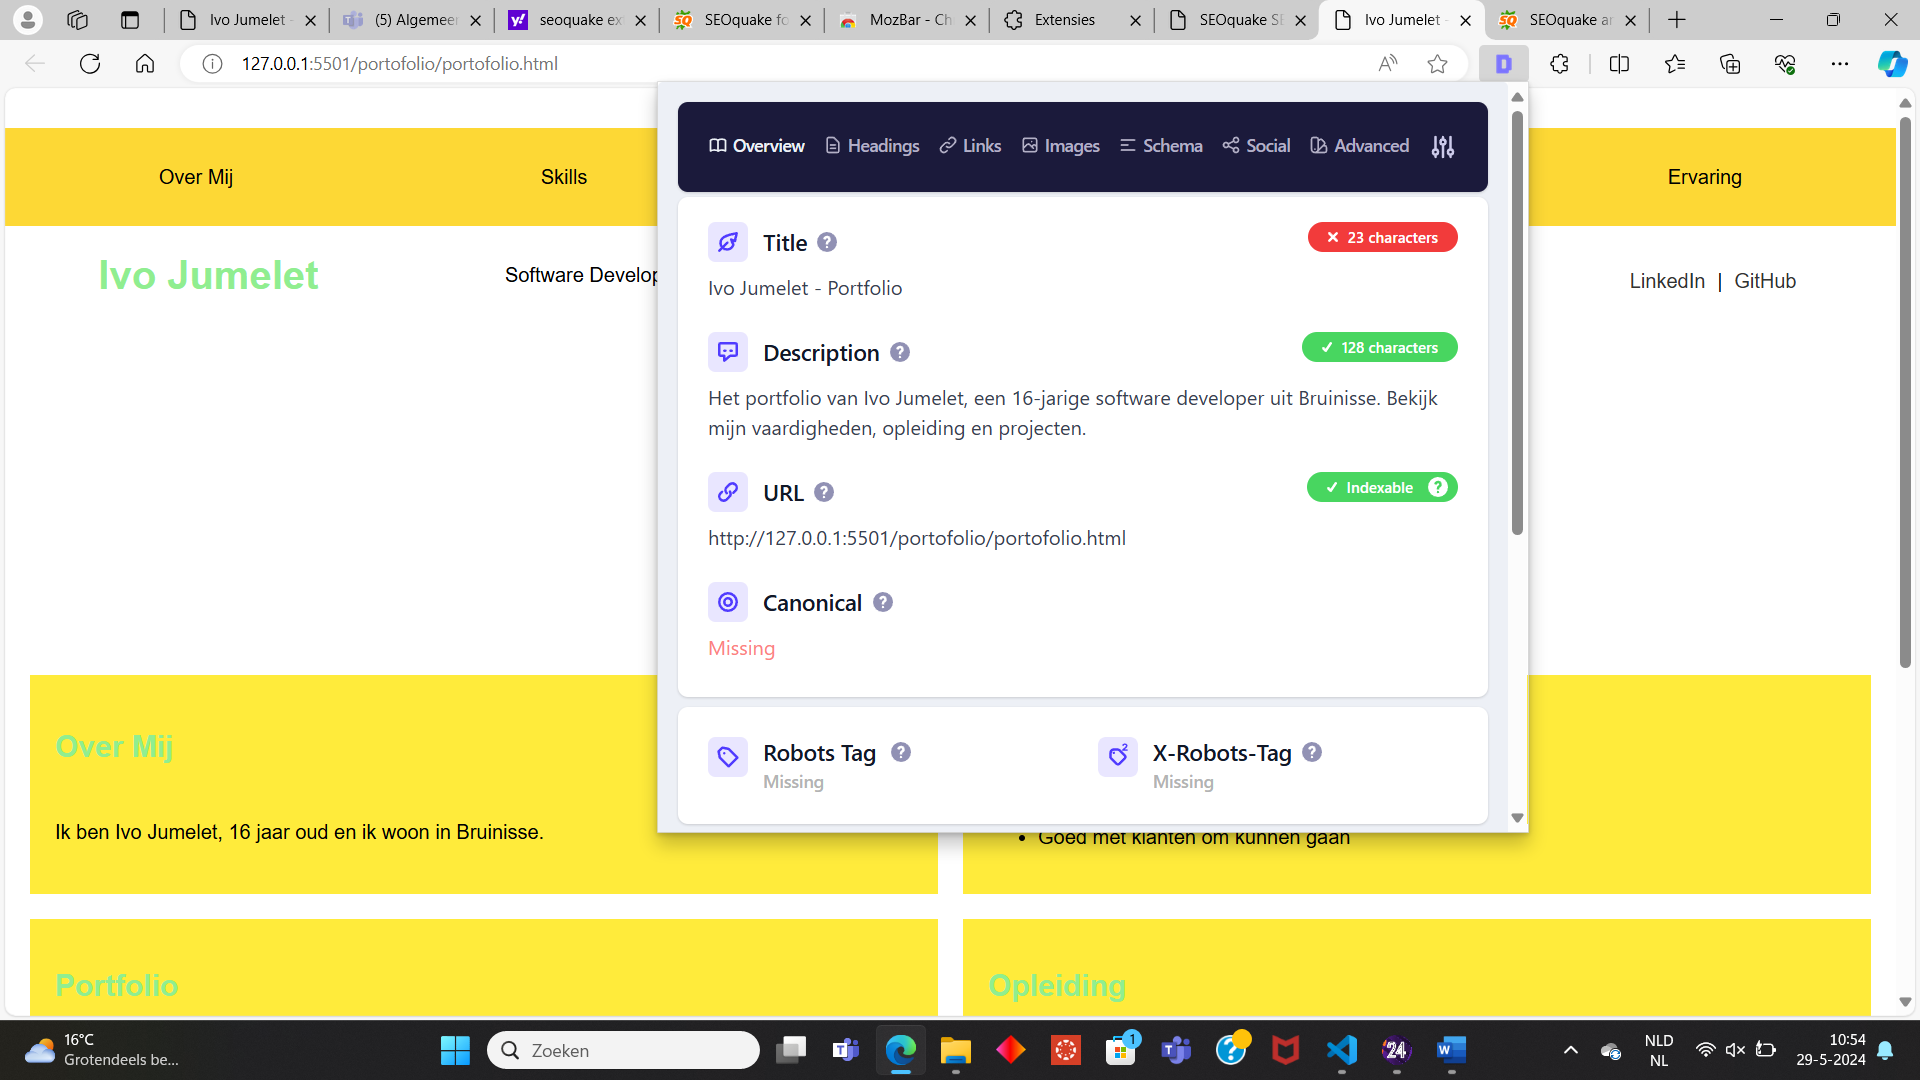 Ivo Jumelet -
(5) Algemeen
seoquake ex
SEOquake fo
MozBar - Ch
Extensies
SEOquake SE
Ivo Jumelet -
SEOquake an
127.0.0.1:5501/portofolio/portofolio.html
Over Mij
Skills
Ervaring
Ivo Jumelet
Software Develop
LinkedIn | GitHub
Overview
Headings
Links
Images
Schema
Social
Advanced
Title ?
23 characters
Ivo Jumelet - Portfolio
Description ?
128 characters
Het portfolio van Ivo Jumelet, een 16-jarige software developer uit Bruinisse. Bekijk
mijn vaardigheden, opleiding en projecten.
URL ?
Indexable ?
http://127.0.0.1:5501/portofolio/portofolio.html
Canonical ?
Missing
Robots Tag ?
Missing
X-Robots-Tag ?
Missing
Over Mij
Ik ben Ivo Jumelet, 16 jaar oud en ik woon in Bruinisse.
Goed met klanten om kunnen gaan
Portfolio
Opleiding
16°C
Grotendeels be...
Zoeken
1
24
NLD
NL
10:54
29-5-2024